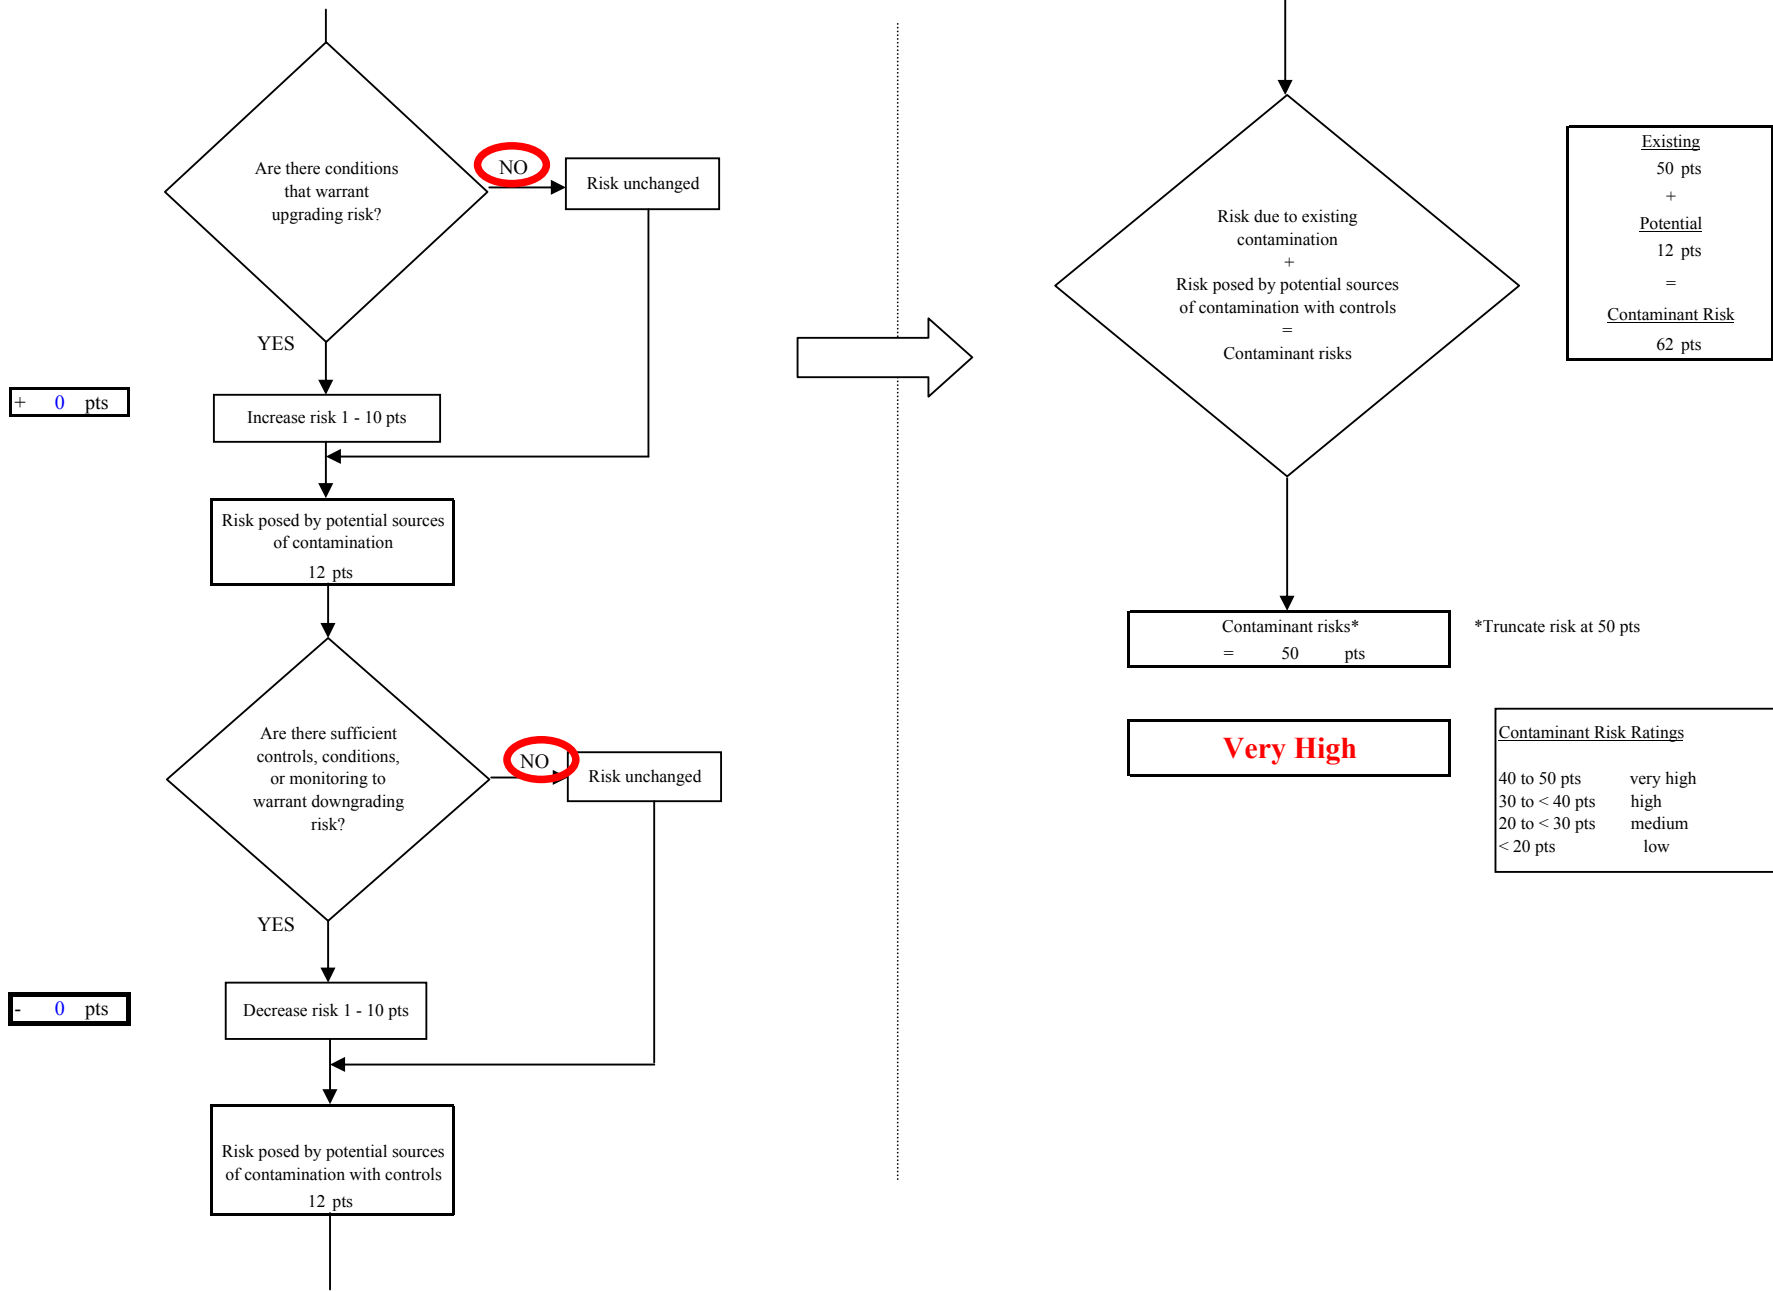 Are there conditions
that warrant
upgrading risk?
NO
Risk unchanged
YES
+ 0 pts
Increase risk 1 - 10 pts
Risk posed by potential sources
of contamination
12 pts
Are there sufficient
controls, conditions,
or monitoring to
warrant downgrading
risk?
NO
Risk unchanged
YES
- 0 pts
Decrease risk 1 - 10 pts
Risk posed by potential sources
of contamination with controls
12 pts
Risk due to existing
contamination
+
Risk posed by potential sources
of contamination with controls
=
Contaminant risks
Existing
50 pts
+
Potential
12 pts
=
Contaminant Risk
62 pts
Contaminant risks*
= 50 pts
*Truncate risk at 50 pts
Very High
Contaminant Risk Ratings
40 to 50 pts very high
30 to < 40 pts high
20 to < 30 pts medium
< 20 pts low